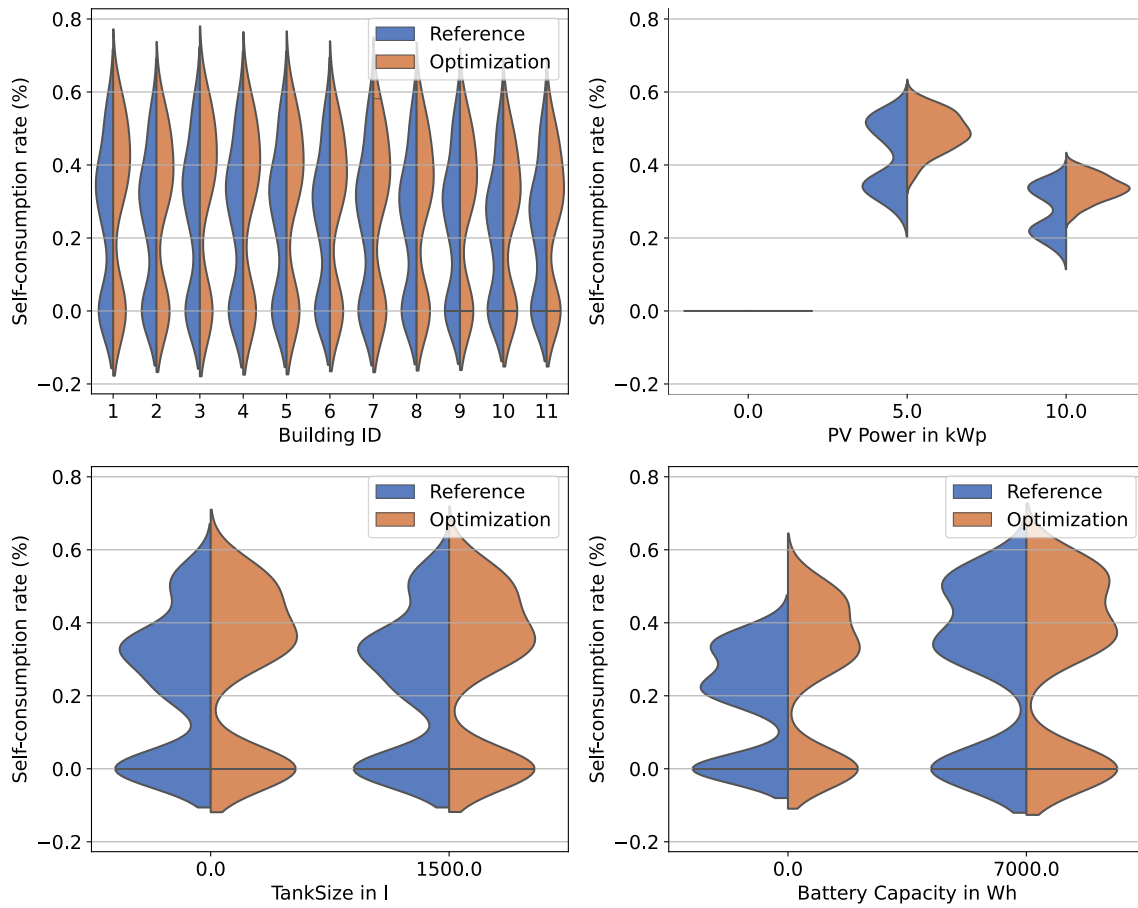 0.8
0.6
0.4
0.2
0.0
−0.2
Self-consumption rate (%)
Reference
Optimization
1 2 3 4 5 6 7 8 9 10 11
Building ID
0.8
0.6
0.4
0.2
0.0
−0.2
Self-consumption rate (%)
0.0 5.0 10.0
PV Power in kWp
0.8
0.6
0.4
0.2
0.0
−0.2
Self-consumption rate (%)
Reference
Optimization
0.0 1500.0
TankSize in l
0.8
0.6
0.4
0.2
0.0
−0.2
Self-consumption rate (%)
Reference
Optimization
0.0 7000.0
Battery Capacity in Wh